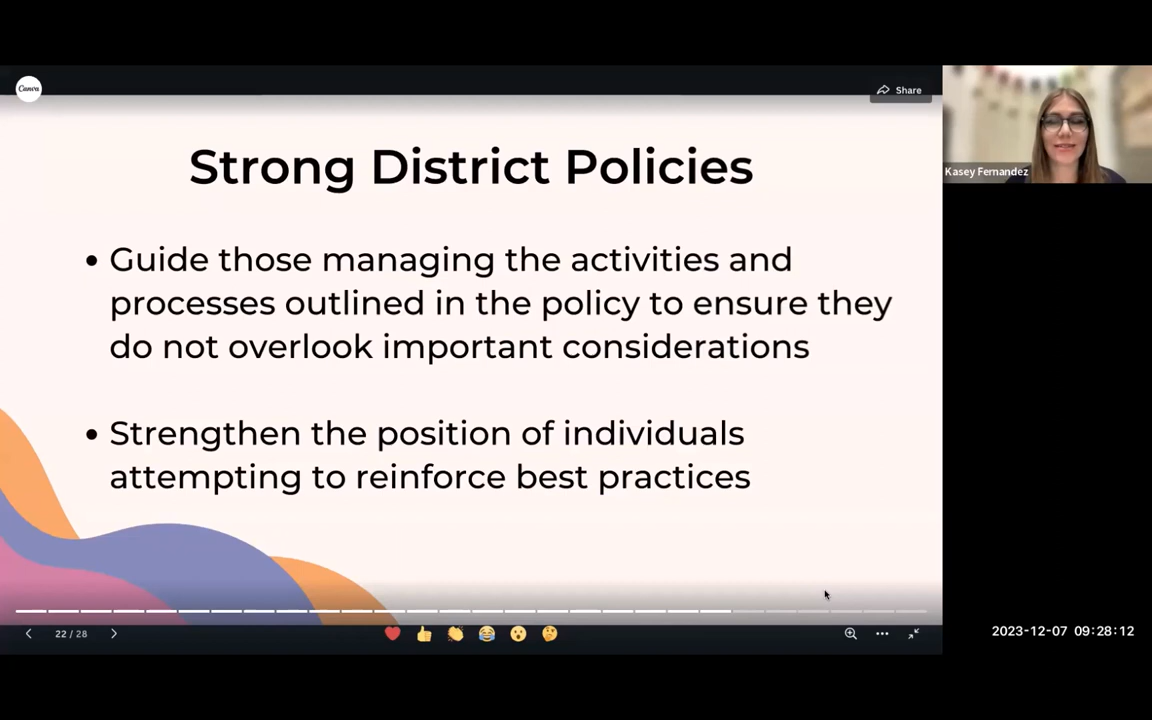 Canva
Share
Strong District Policies
Kasey Fernandez
• Guide those managing the activities and
processes outlined in the policy to ensure they
do not overlook important considerations
• Strengthen the position of individuals
attempting to reinforce best practices
22 / 28
2023-12-07 09:28:12